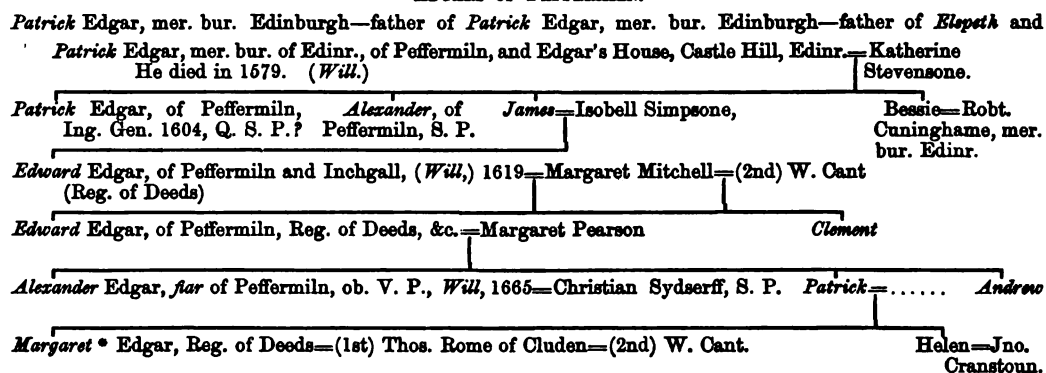 Patrick Edgar, mer. bur. Edinburgh—father of Patrick Edgar, mer. bur. Edinburgh—father of Elspeth and
Patrick Edgar, mer. bur. of Edinr., of Peffermiln, and Edgar's House, Castle Hill, Edinr.=Katherine
He died in 1579. (Will.) Stevensone.
Patrick Edgar, of Peffermiln, Alexander, of James=Isobell Simpsone, Bessie=Robt.
Ing. Gen. 1604, Q. S. P.? Peffermiln, S. P. Cuninghame, mer.
bur. Edinr.
Edward Edgar, of Peffermiln and Inchgall, (Will,) 1619=Margaret Mitchell=(2nd) W. Cant
(Reg. of Deeds)
Edward Edgar, of Peffermiln, Reg. of Deeds, &c.=Margaret Pearson Clement
Alexander Edgar, fiar of Peffermiln, ob. V. P., Will, 1665=Christian Sydserff, S. P. Patrick=...... Andrew
Margaret * Edgar, Reg. of Deeds=(1st) Thos. Rome of Cluden=(2nd) W. Cant. Helen=Jno.
Cranstoun.